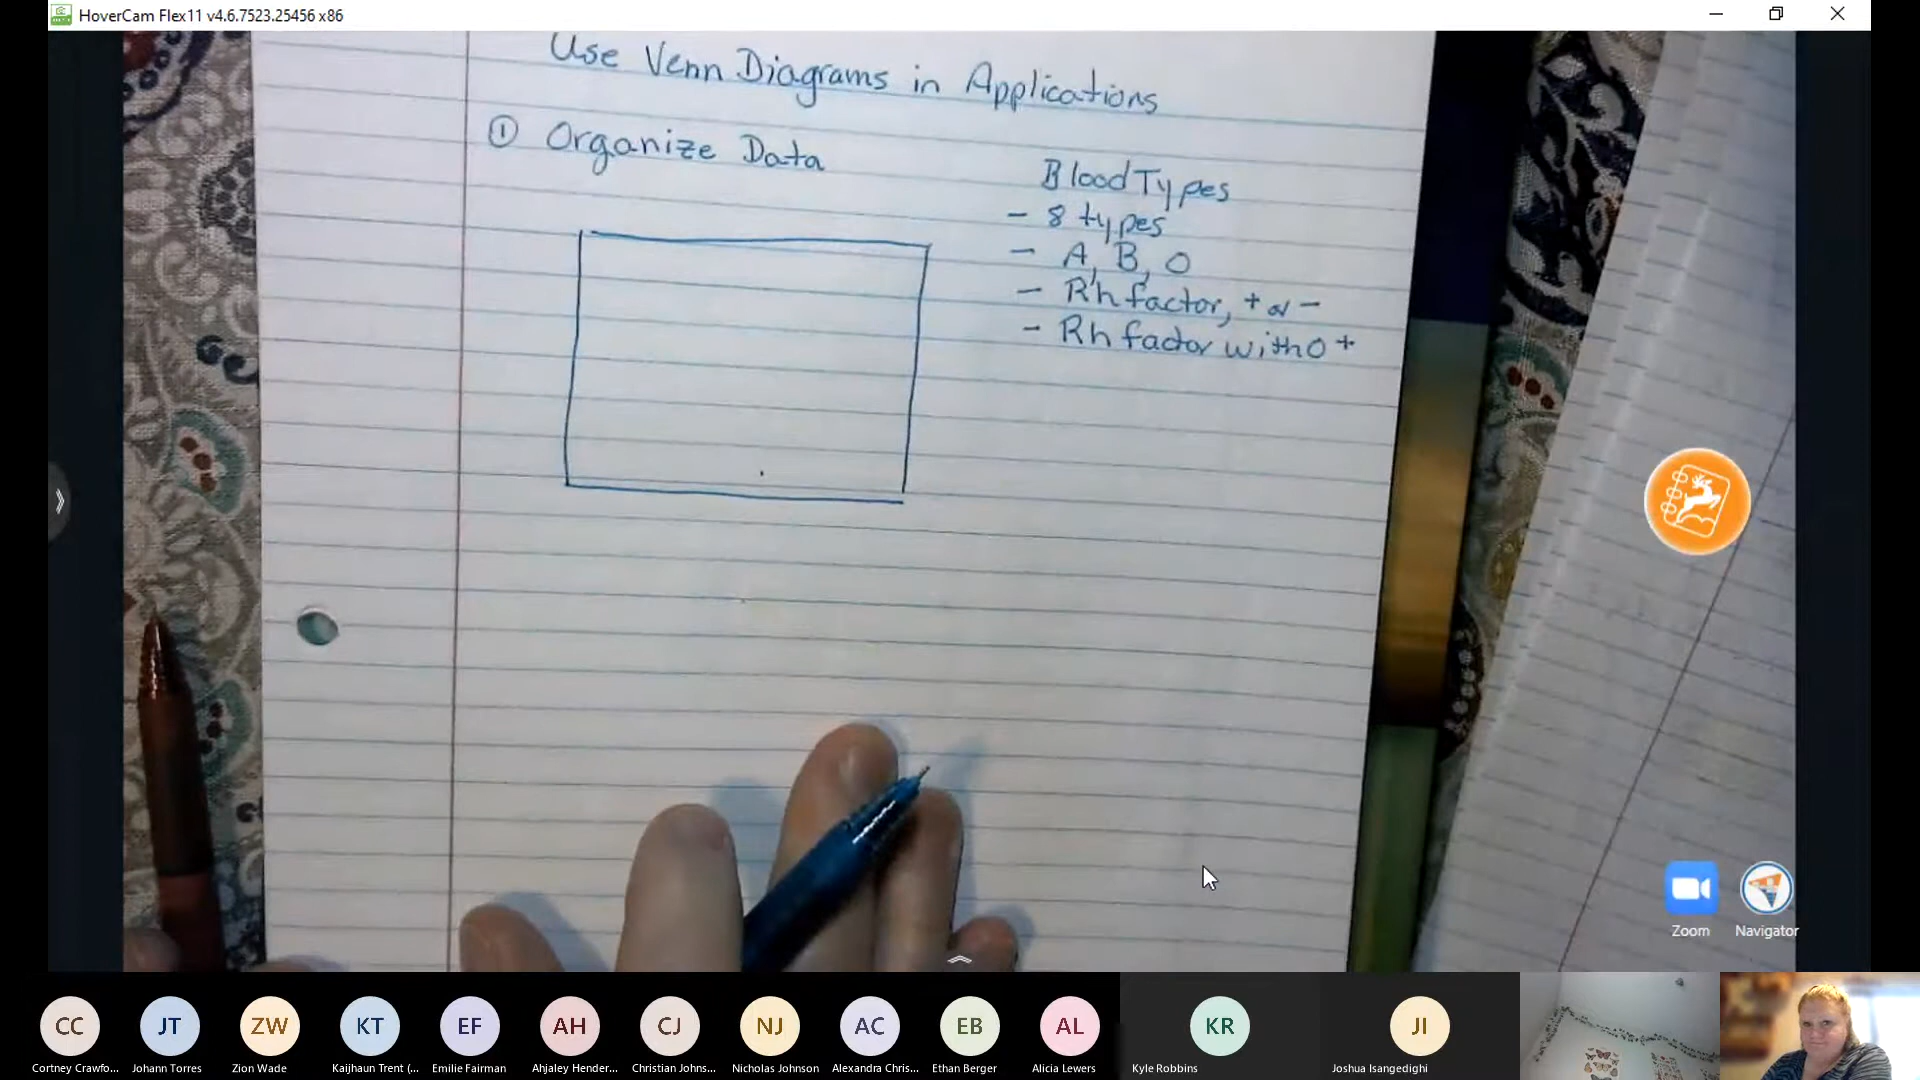 HoverCam Flex11 v4.6.7523.25456 x86
Use Venn Diagrams in Applications
① Organize Data
Blood Types
- 8 types
- A, B, O
- Rh factor, + or -
- Rh factor with O +
Zoom
Navigator
CC
JT
ZW
KT
EF
AH
CJ
NJ
AC
EB
AL
KR
JI
Cortney Crawfo...
Johann Torres
Zion Wade
Kaijhaun Trent (...
Emilie Fairman
Ahjaley Hender...
Christian Johns...
Nicholas Johnson
Alexandra Chris...
Ethan Berger
Alicia Lewers
Kyle Robbins
Joshua Isangedighi